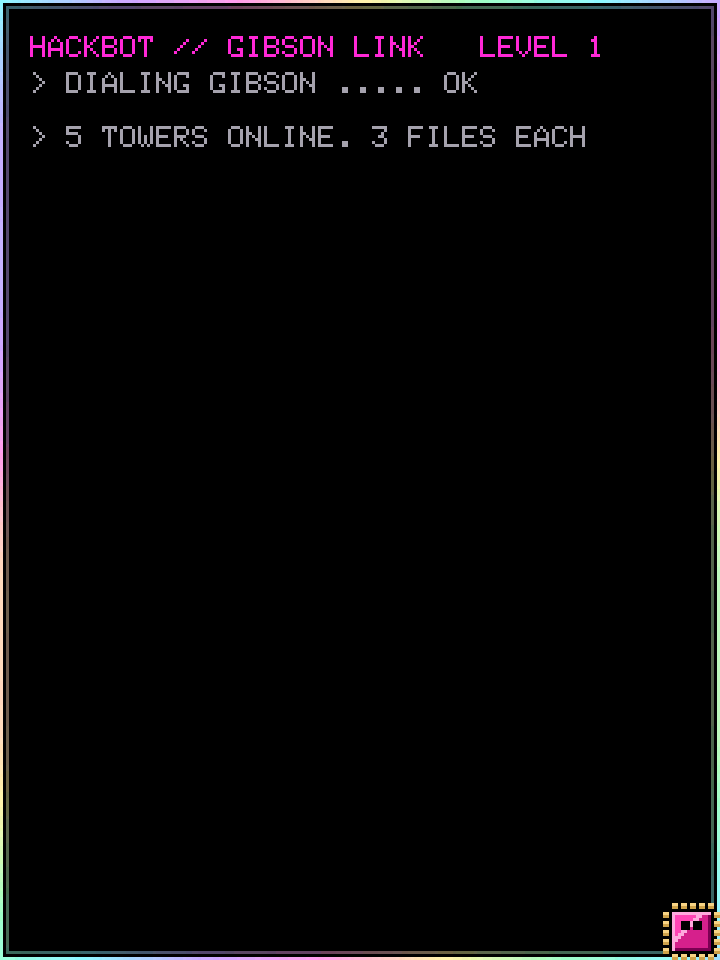 HACKBOT // GIBSON LINK   LEVEL 1
> DIALING GIBSON ..... OK
> 5 TOWERS ONLINE. 3 FILES EACH